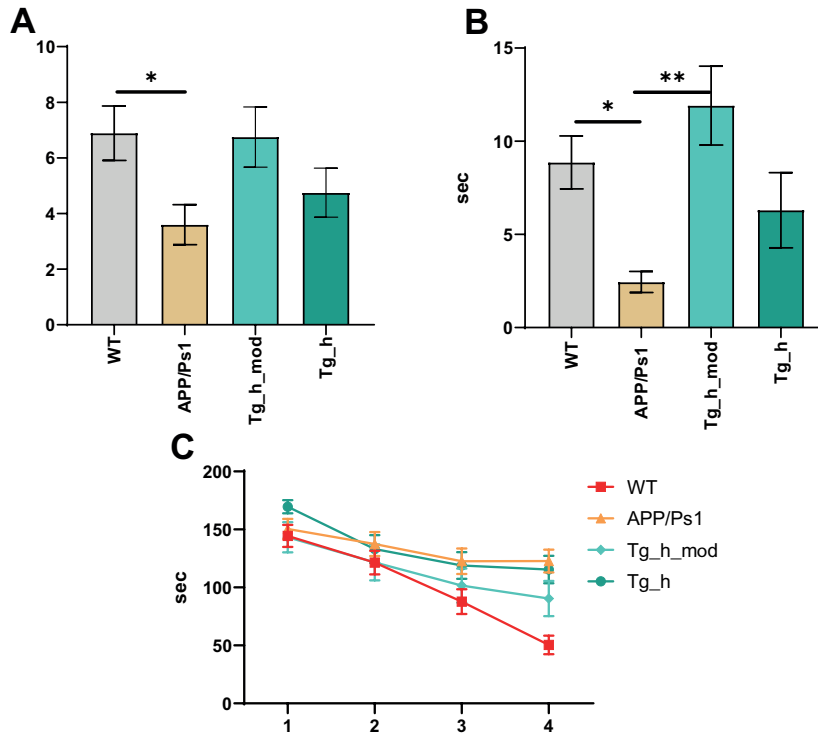 A
10
8
6
4
2
0
*
WT
APP/Ps1
Tg_h_mod
Tg_h
B
sec
15
10
5
0
*
**
WT
APP/Ps1
Tg_h_mod
Tg_h
C
sec
200
150
100
50
0
1
2
3
4
WT
APP/Ps1
Tg_h_mod
Tg_h